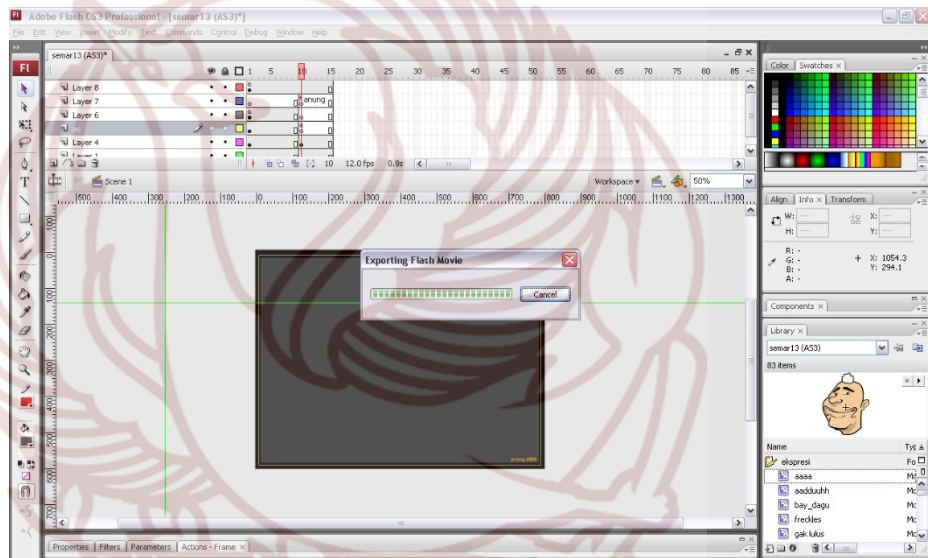 Adobe Flash CS3 Professional - [semar13 (AS3)*]
File Edit View Insert Modify Text Commands Control Debug Window Help
semar13 (AS3)*
1 5 10 15 20 25 30 35 40 45 50 55 60 65 70 75 80 85
Layer 8
Layer 7 anung
Layer 6
Layer 4
10 12.0 fps 0.8s
Scene 1 Workspace 50%
Exporting Flash Movie
Cancel
Color Swatches
Align Info Transform
W: X:
H: Y:
R: -
G: - + X: 1054.3
B: - Y: 294.1
A: -
Components
Library
semar13 (AS3)
83 items
Name
ekspresi
aaaa
aadduuhh
bay_dagu
freckles
gak lulus
Properties Filters Parameters Actions - Frame